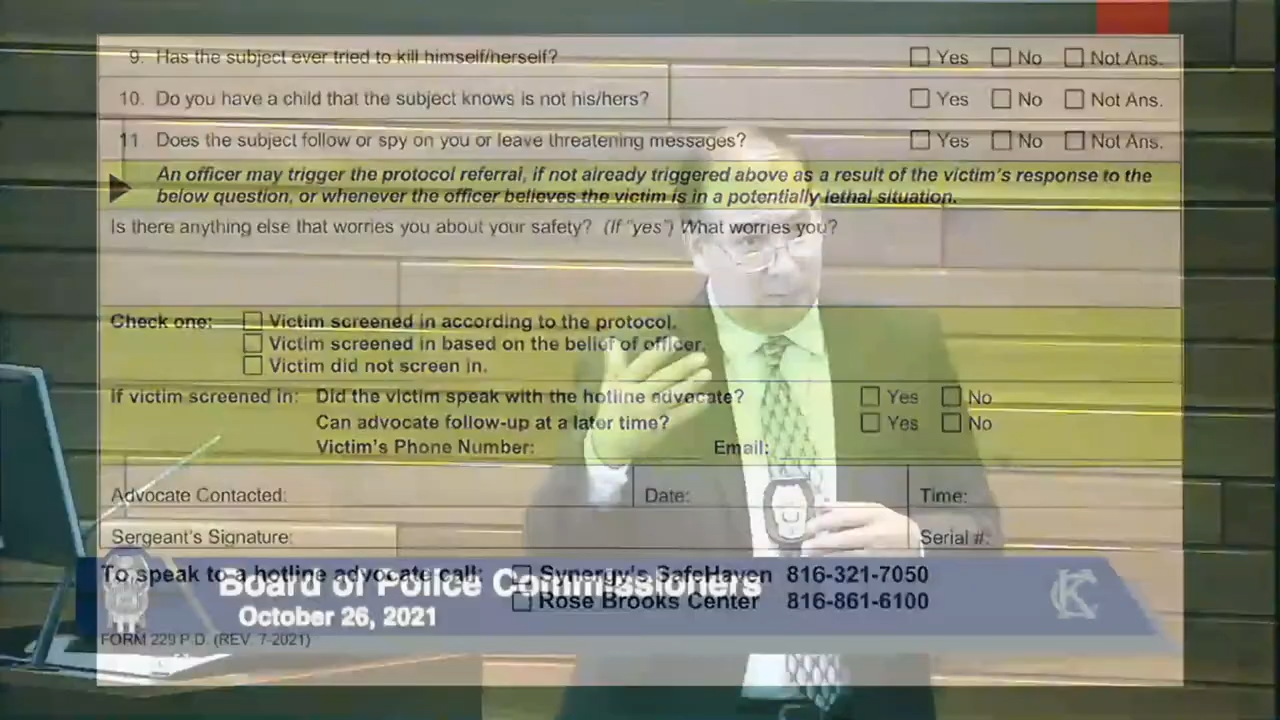 9. Has the subject ever tried to kill himself/herself? Yes No Not Ans.
10. Do you have a child that the subject knows is not his/hers? Yes No Not Ans.
11 Does the subject follow or spy on you or leave threatening messages? Yes No Not Ans.
An officer may trigger the protocol referral, if not already triggered above as a result of the victim's response to the
below question, or whenever the officer believes the victim is in a potentially lethal situation.
Is there anything else that worries you about your safety? (If "yes") What worries you?
Check one: Victim screened in according to the protocol.
Victim screened in based on the belief of officer.
Victim did not screen in.
If victim screened in: Did the victim speak with the hotline advocate? Yes No
Can advocate follow-up at a later time? Yes No
Victim's Phone Number: Email:
Advocate Contacted: Date: Time:
Sergeant's Signature: Serial #:
To speak to a hotline advocate call: Synergy's SafeHaven 816-321-7050
Rose Brooks Center 816-861-6100
Board of Police Commissioners
October 26, 2021
KC
FORM 229 P.D. (REV. 7-2021)